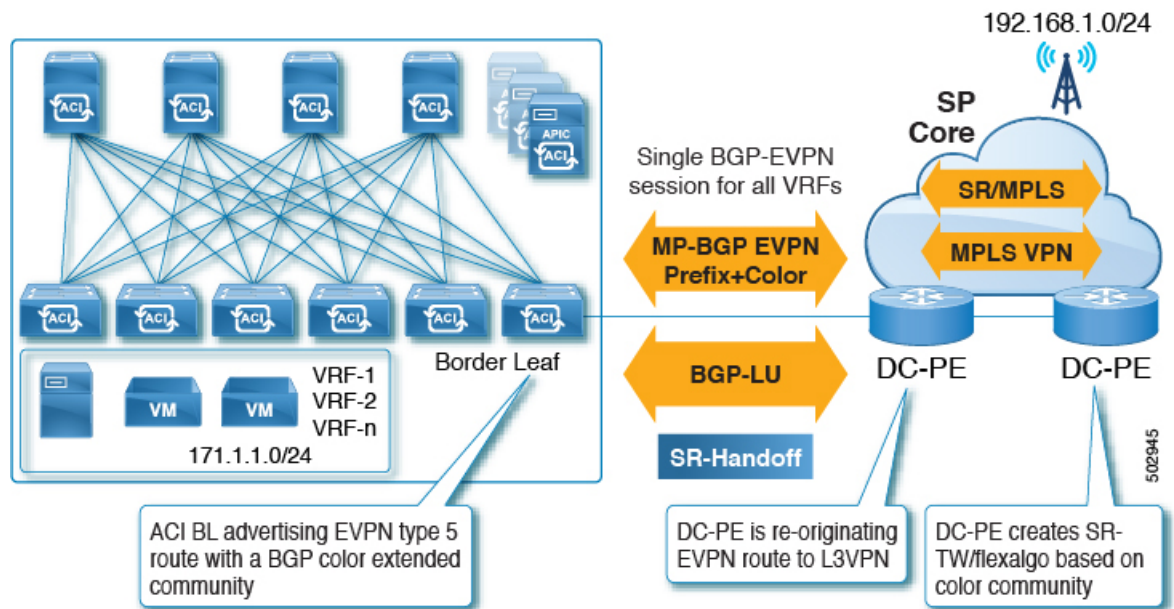 192.168.1.0/24
ACI
ACI
ACI
ACI
APIC
ACI
SP
Core
Single BGP-EVPN
session for all VRFs
SR/MPLS
MP-BGP EVPN
Prefix+Color
MPLS VPN
ACI
ACI
ACI
ACI
ACI
ACI
Border Leaf
BGP-LU
DC-PE
DC-PE
VM
VM
VRF-1
VRF-2
VRF-n
171.1.1.0/24
SR-Handoff
502945
ACI BL advertising EVPN type 5
route with a BGP color extended
community
DC-PE is re-originating
EVPN route to L3VPN
DC-PE creates SR-
TW/flexalgo based on
color community